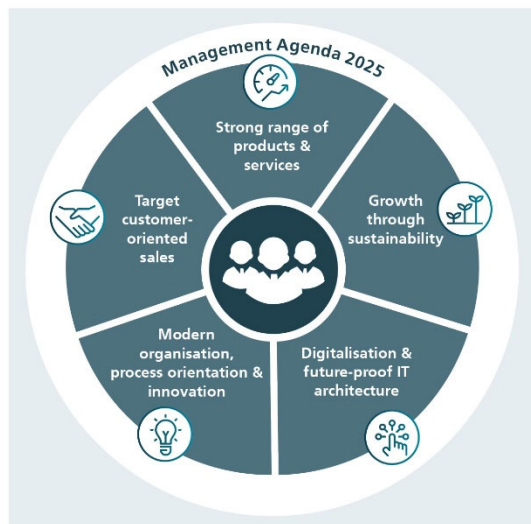 Management Agenda 2025
Strong range of
products &
services
Target
customer-
oriented
sales
Growth
through
sustainability
Modern
organisation,
process orientation &
innovation
Digitalisation &
future-proof IT
architecture